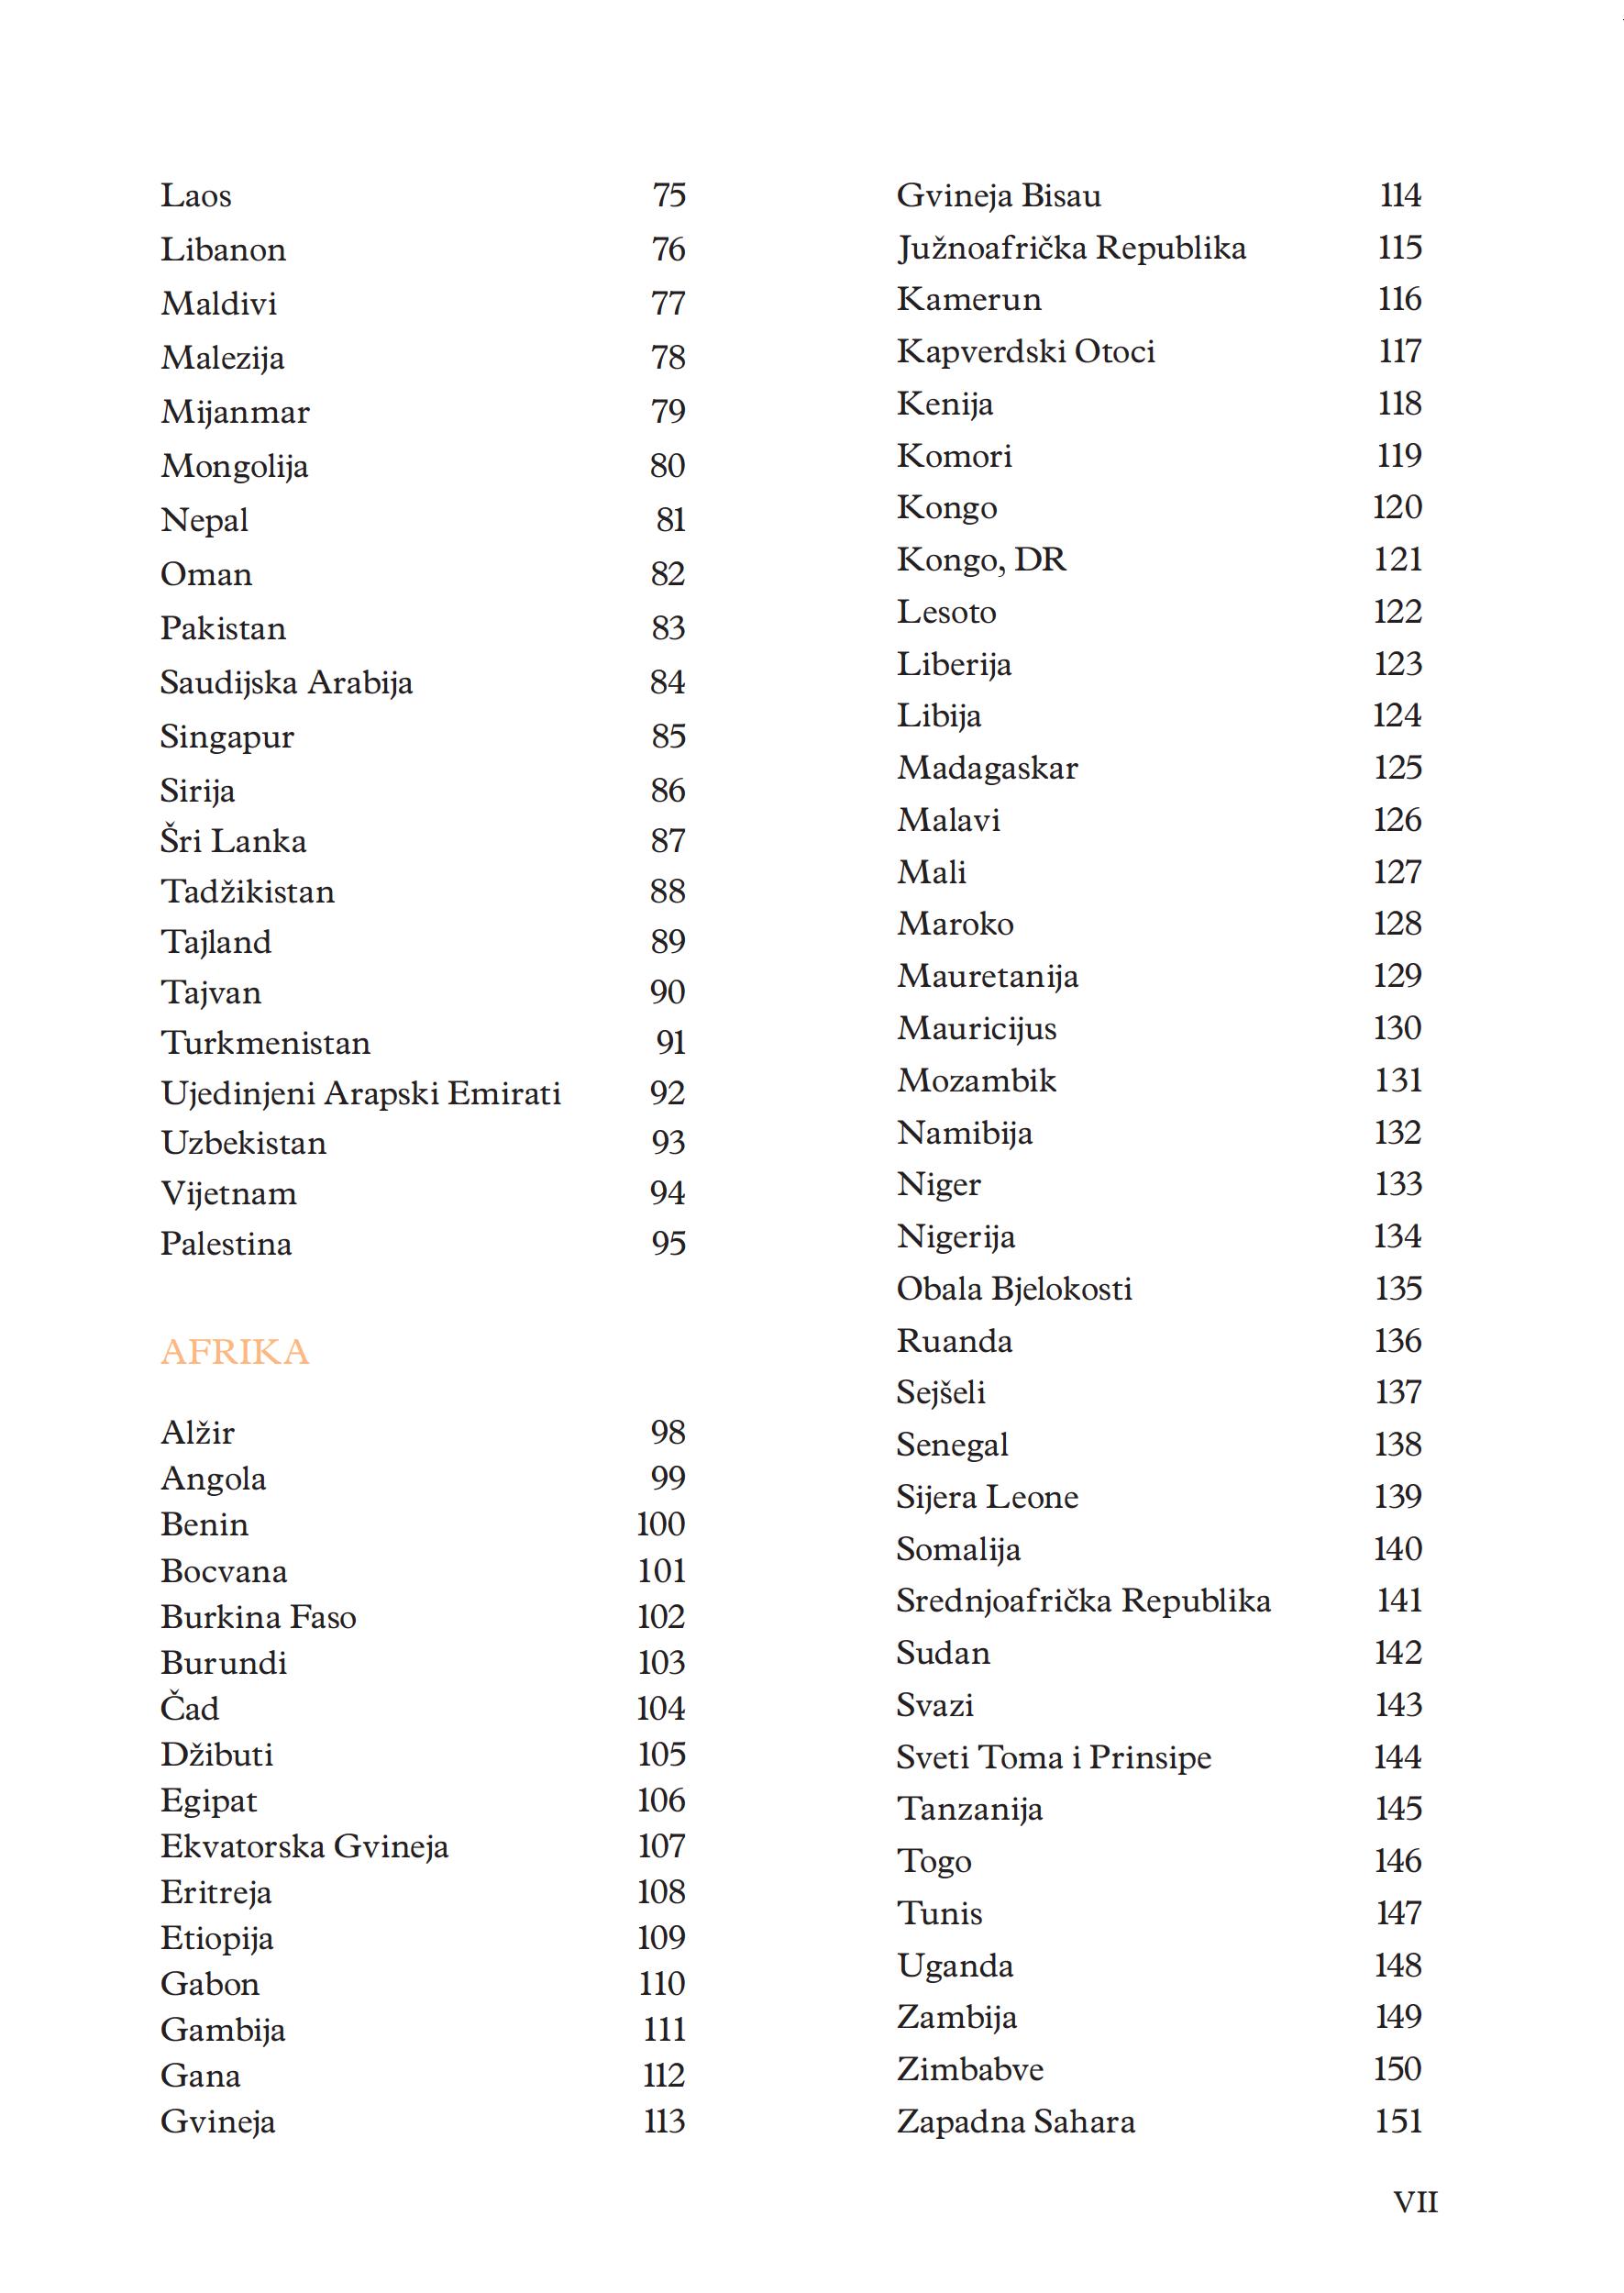 Laos 75
Libanon 76
Maldivi 77
Malezija 78
Mijanmar 79
Mongolija 80
Nepal 81
Oman 82
Pakistan 83
Saudijska Arabija 84
Singapur 85
Sirija 86
Šri Lanka 87
Tadžikistan 88
Tajland 89
Tajvan 90
Turkmenistan 91
Ujedinjeni Arapski Emirati 92
Uzbekistan 93
Vijetnam 94
Palestina 95
AFRIKA
Alžir 98
Angola 99
Benin 100
Bocvana 101
Burkina Faso 102
Burundi 103
Čad 104
Džibuti 105
Egipat 106
Ekvatorska Gvineja 107
Eritreja 108
Etiopija 109
Gabon 110
Gambija 111
Gana 112
Gvineja 113
Gvineja Bisau 114
Južnoafrička Republika 115
Kamerun 116
Kapverdski Otoci 117
Kenija 118
Komori 119
Kongo 120
Kongo, DR 121
Lesoto 122
Liberija 123
Libija 124
Madagaskar 125
Malavi 126
Mali 127
Maroko 128
Mauretanija 129
Mauricijus 130
Mozambik 131
Namibija 132
Niger 133
Nigerija 134
Obala Bjelokosti 135
Ruanda 136
Sejšeli 137
Senegal 138
Sijera Leone 139
Somalija 140
Srednjoafrička Republika 141
Sudan 142
Svazi 143
Sveti Toma i Prinsipe 144
Tanzanija 145
Togo 146
Tunis 147
Uganda 148
Zambija 149
Zimbabve 150
Zapadna Sahara 151
VII